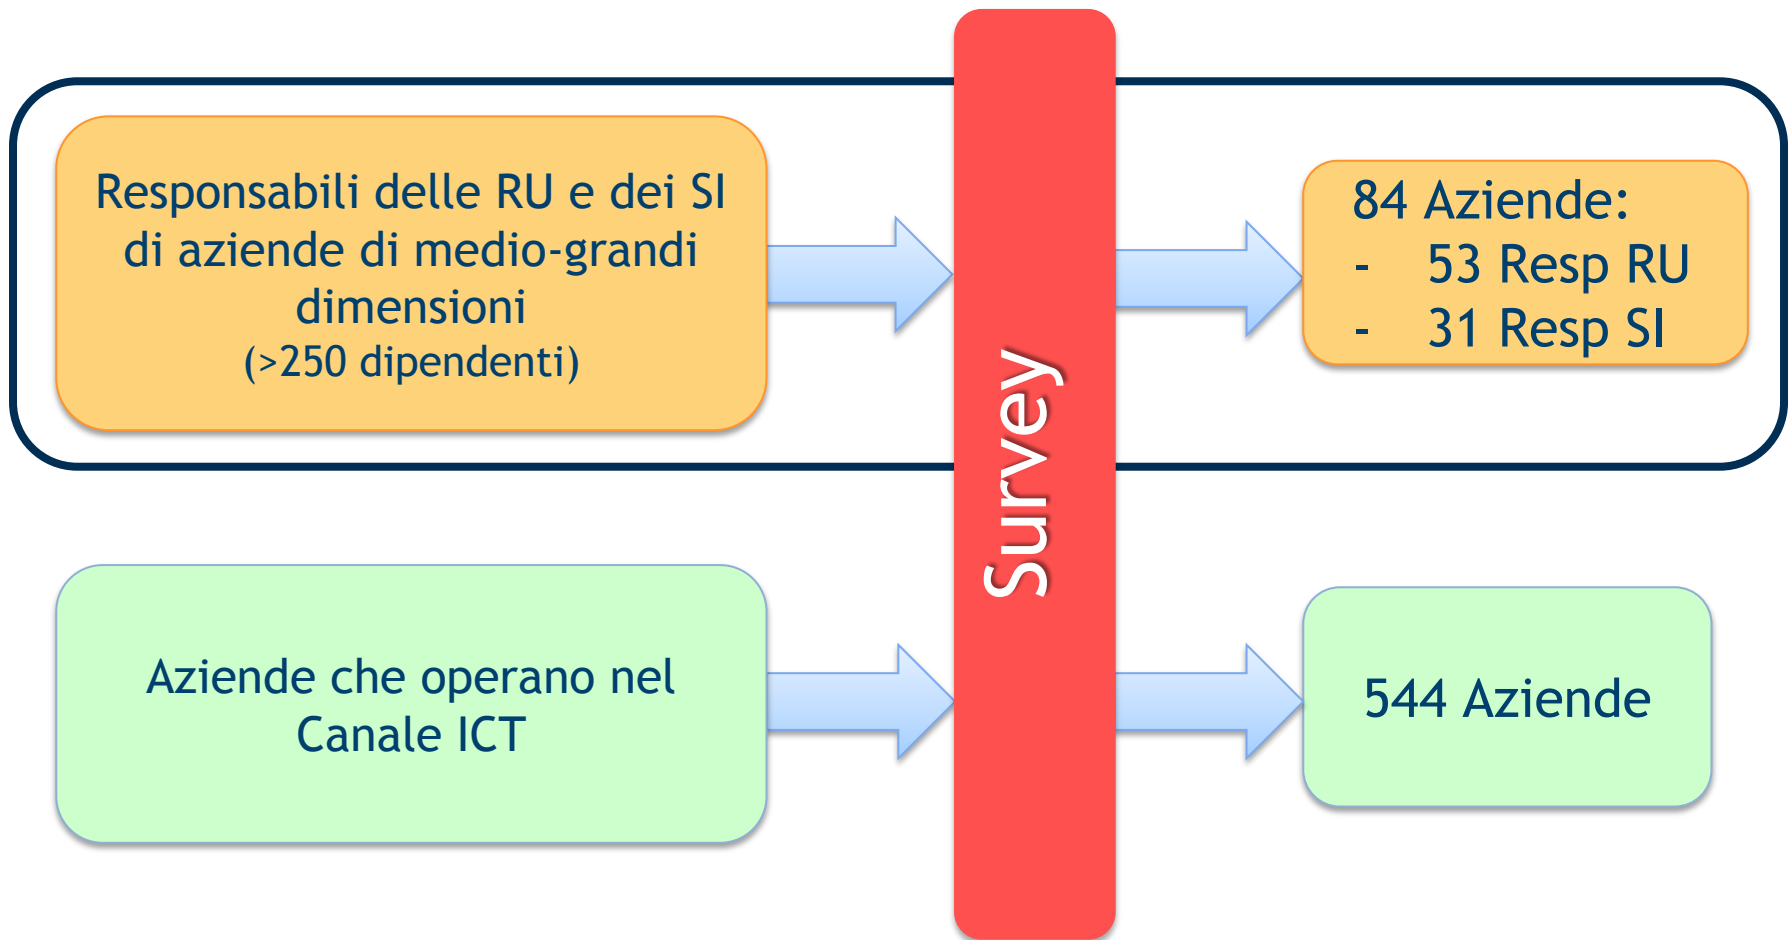 Responsabili delle RU e dei SI
di aziende di medio-grandi
dimensioni
(>250 dipendenti)
Survey
84 Aziende:
- 53 Resp RU
- 31 Resp SI
Aziende che operano nel
Canale ICT
544 Aziende